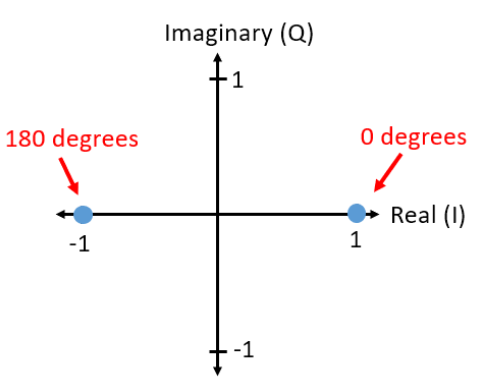 Imaginary (Q)
1
180 degrees
0 degrees
Real (I)
-1
1
-1